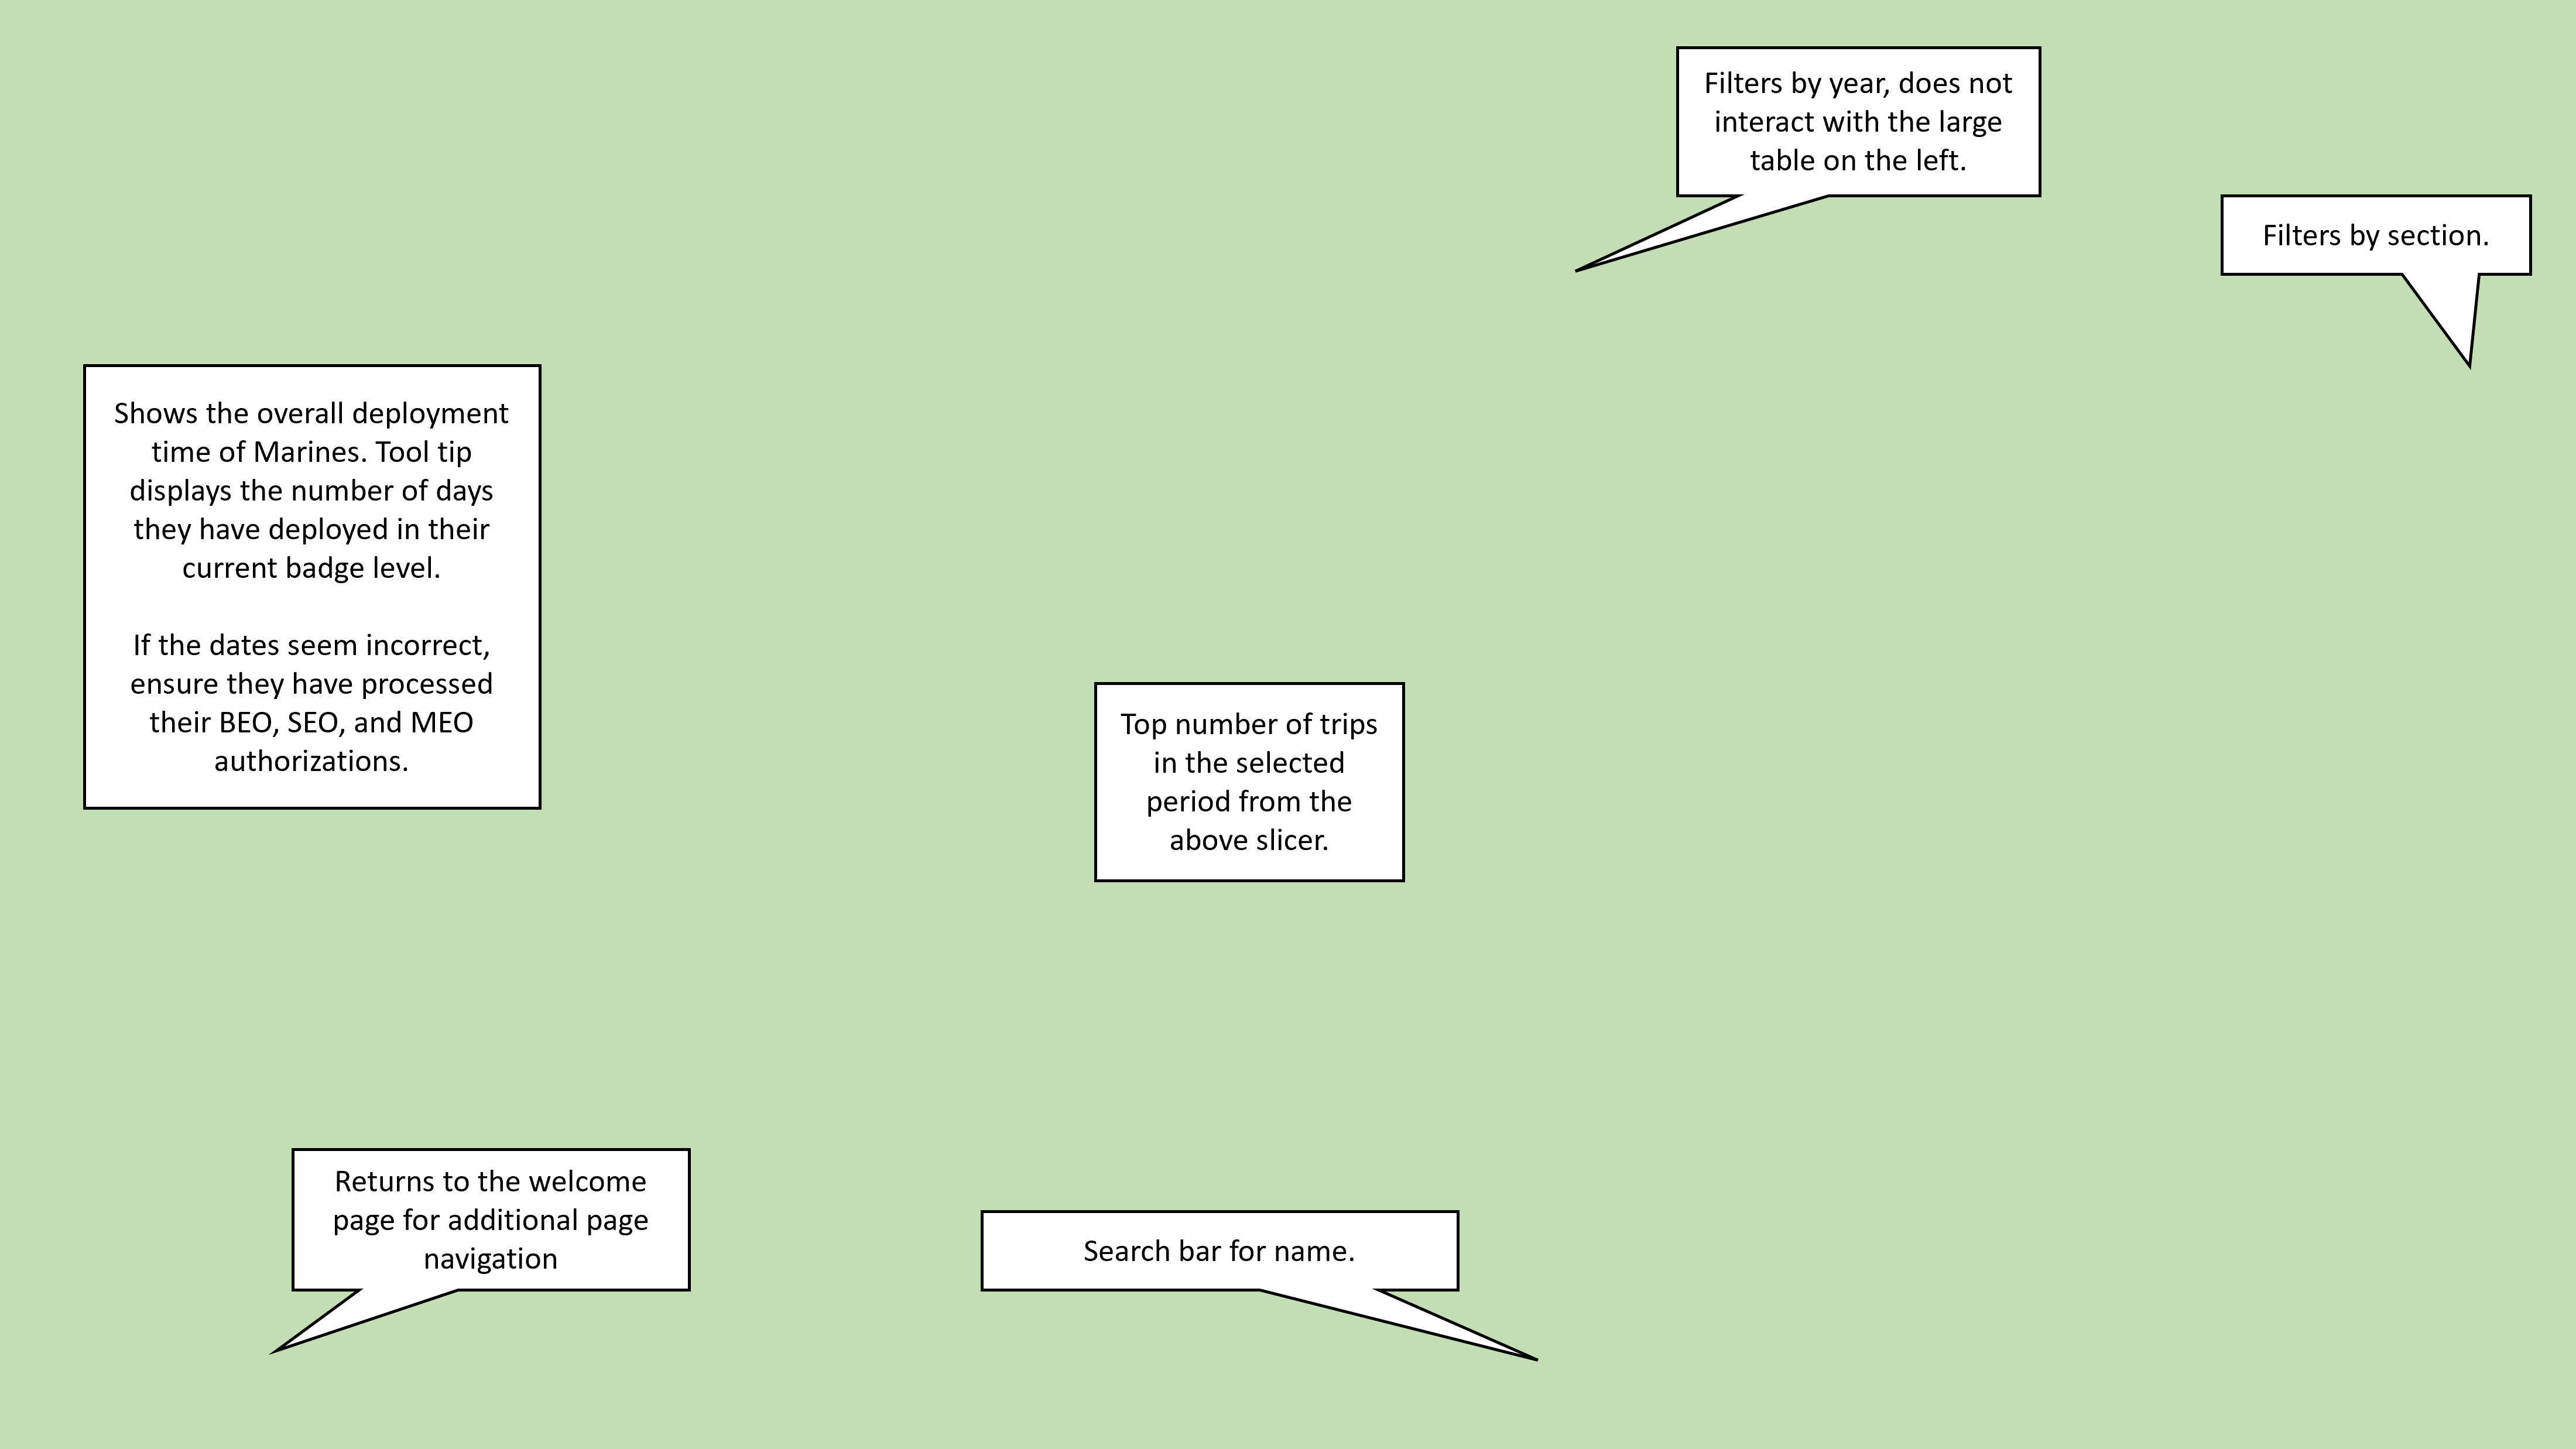 Filters by year, does not
interact with the large
table on the left.
Filters by section.
Shows the overall deployment
time of Marines. Tool tip
displays the number of days
they have deployed in their
current badge level.
If the dates seem incorrect,
ensure they have processed
their BEO, SEO, and MEO
authorizations.
Top number of trips
in the selected
period from the
above slicer.
Returns to the welcome
page for additional page
navigation
Search bar for name.